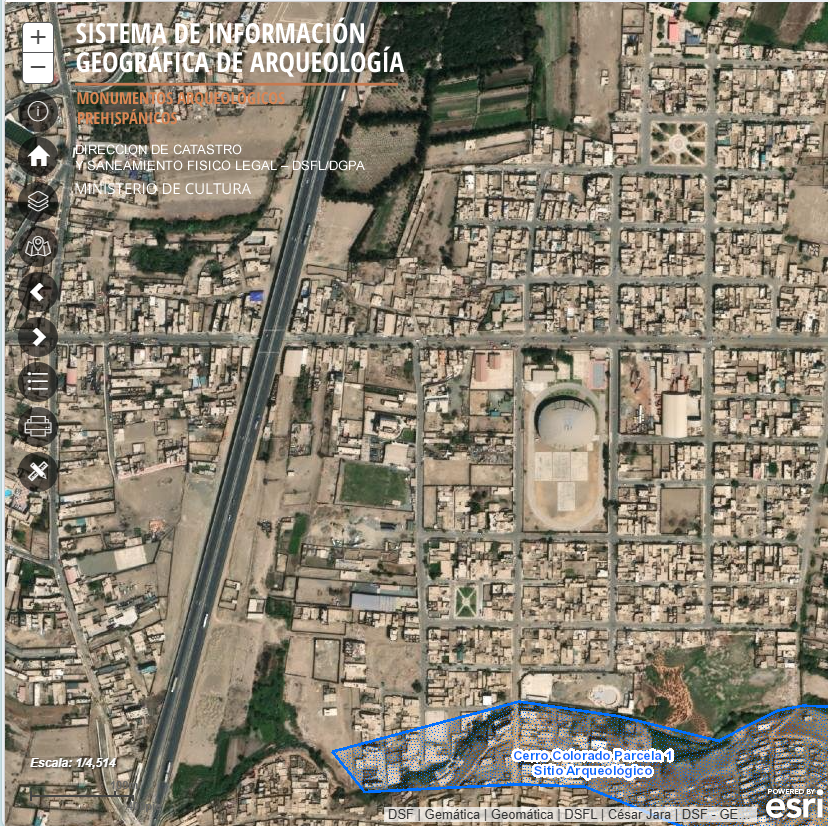 SISTEMA DE INFORMACIÓN
GEOGRÁFICA DE ARQUEOLOGÍA
MONUMENTOS ARQUEOLÓGICOS
PREHISPÁNICOS
DIRECCION DE CATASTRO
Y SANEAMIENTO FISICO LEGAL – DSFL/DGPA
MINISTERIO DE CULTURA
Escala: 1/4,514
Cerro Colorado Parcela 1
Sitio Arqueológico
POWERED BY
esri
DSF | Gemática | Geomática | DSFL | César Jara | DSF - GE...